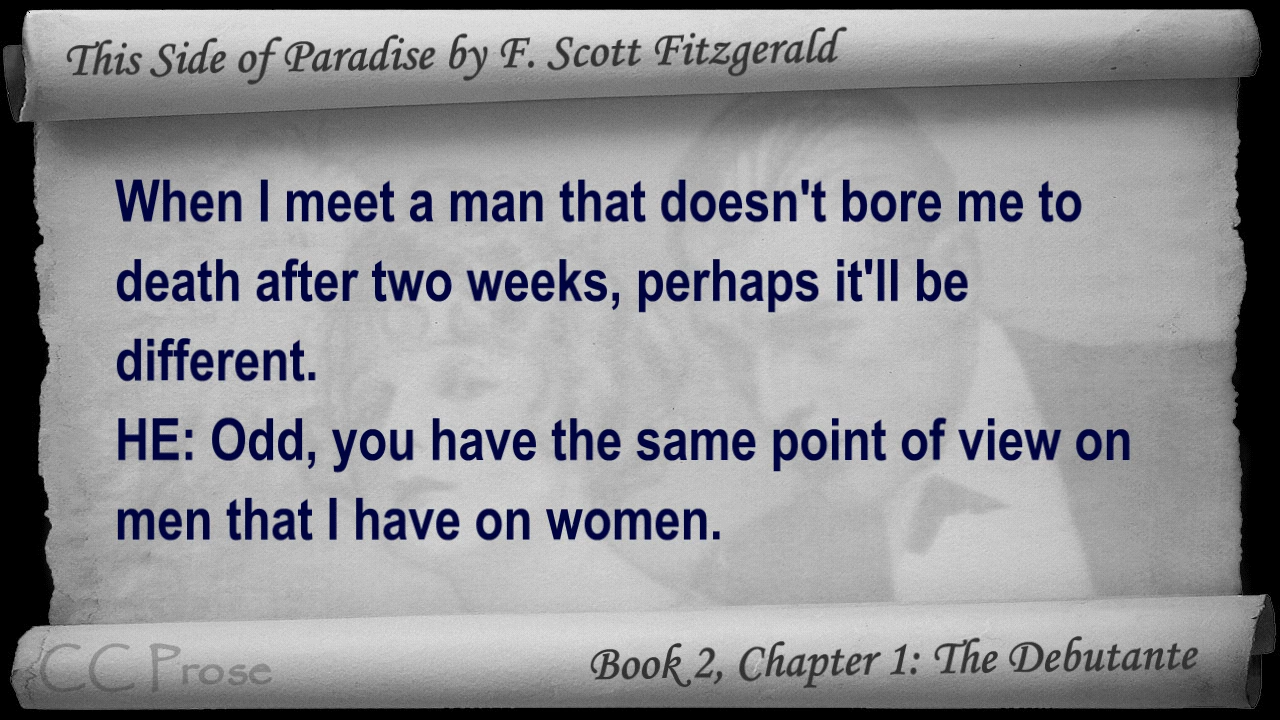 This Side of Paradise by F. Scott Fitzgerald
When I meet a man that doesn't bore me to
death after two weeks, perhaps it'll be
different.
HE: Odd, you have the same point of view on
men that I have on women.
CC Prose
Book 2, Chapter 1: The Debutante